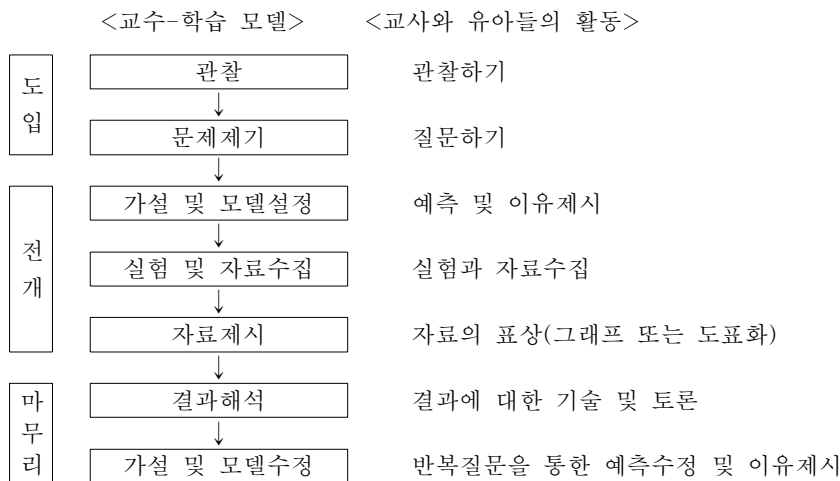 <교수-학습 모델> <교사와 유아들의 활동>
도입
관찰 관찰하기
↓
문제제기 질문하기
↓
전개
가설 및 모델설정 예측 및 이유제시
↓
실험 및 자료수집 실험과 자료수집
↓
자료제시 자료의 표상(그래프 또는 도표화)
↓
마무리
결과해석 결과에 대한 기술 및 토론
↓
가설 및 모델수정 반복질문을 통한 예측수정 및 이유제시